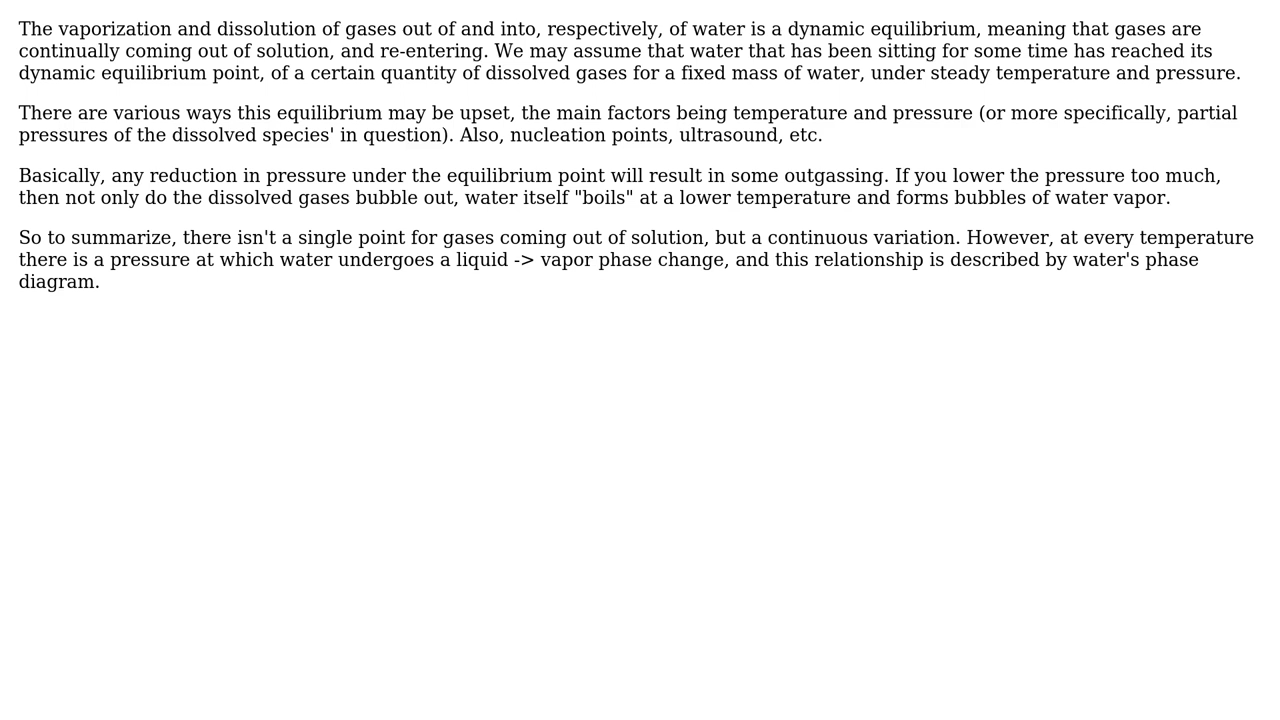 The vaporization and dissolution of gases out of and into, respectively, of water is a dynamic equilibrium, meaning that gases are
continually coming out of solution, and re-entering. We may assume that water that has been sitting for some time has reached its
dynamic equilibrium point, of a certain quantity of dissolved gases for a fixed mass of water, under steady temperature and pressure.
There are various ways this equilibrium may be upset, the main factors being temperature and pressure (or more specifically, partial
pressures of the dissolved species' in question). Also, nucleation points, ultrasound, etc.
Basically, any reduction in pressure under the equilibrium point will result in some outgassing. If you lower the pressure too much,
then not only do the dissolved gases bubble out, water itself "boils" at a lower temperature and forms bubbles of water vapor.
So to summarize, there isn't a single point for gases coming out of solution, but a continuous variation. However, at every temperature
there is a pressure at which water undergoes a liquid -> vapor phase change, and this relationship is described by water's phase
diagram.